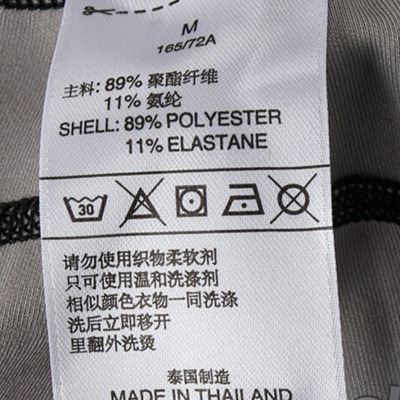 M
165/72A
主料: 89% 聚酯纤维
11% 氨纶
SHELL: 89% POLYESTER
11% ELASTANE
30
请勿使用织物柔软剂
只可使用温和洗涤剂
相似颜色衣物一同洗涤
洗后立即移开
里翻外洗烫
泰国制造
MADE IN THAILAND